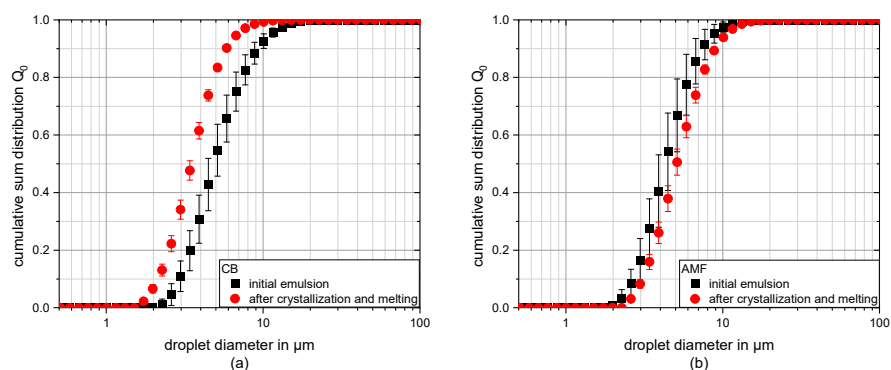 1.0
0.8
0.6
0.4
0.2
0.0
cumulative sum distribution Q₀
CB
initial emulsion
after crystallization and melting
1
10
100
droplet diameter in µm
(a)
1.0
0.8
0.6
0.4
0.2
0.0
cumulative sum distribution Q₀
AMF
initial emulsion
after crystallization and melting
1
10
100
droplet diameter in µm
(b)